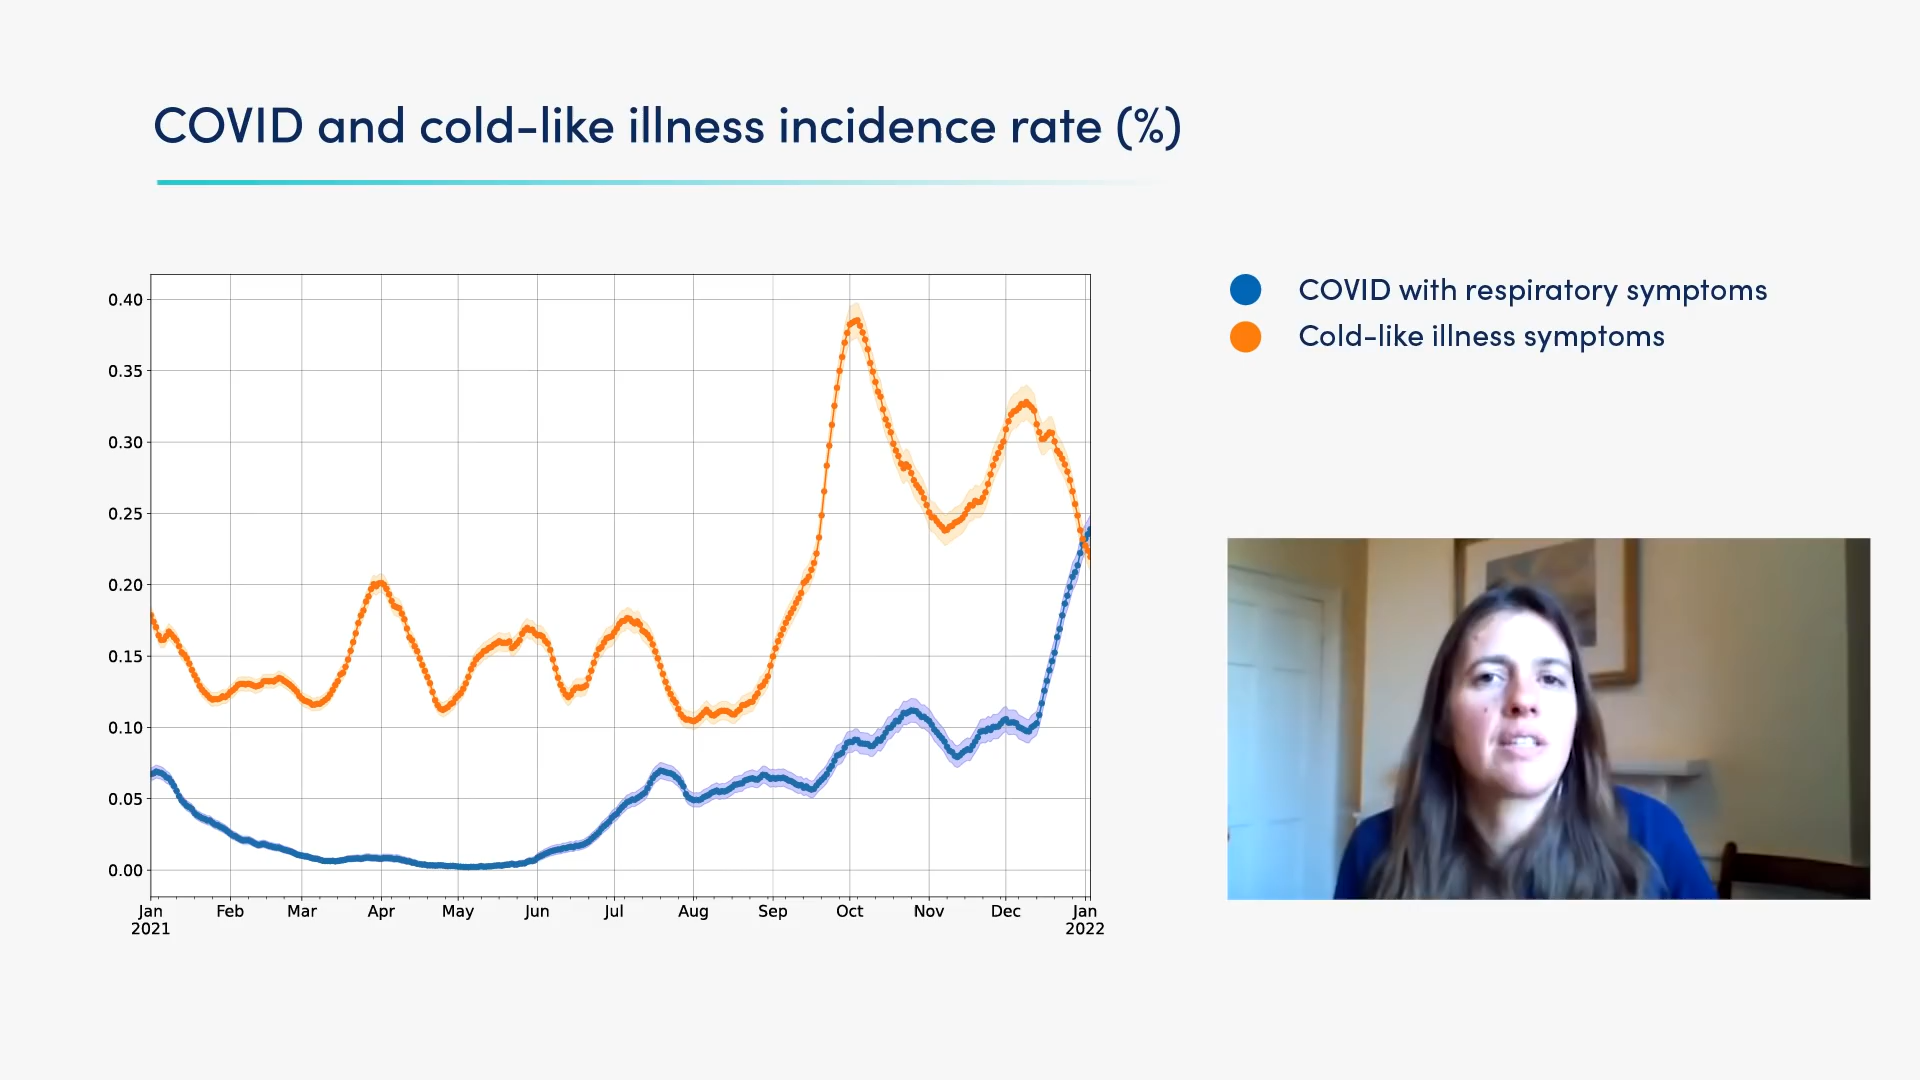 COVID and cold-like illness incidence rate (%)
COVID with respiratory symptoms
Cold-like illness symptoms
0.40
0.35
0.30
0.25
0.20
0.15
0.10
0.05
0.00
Jan Feb Mar Apr May Jun Jul Aug Sep Oct Nov Dec Jan
2021 2022